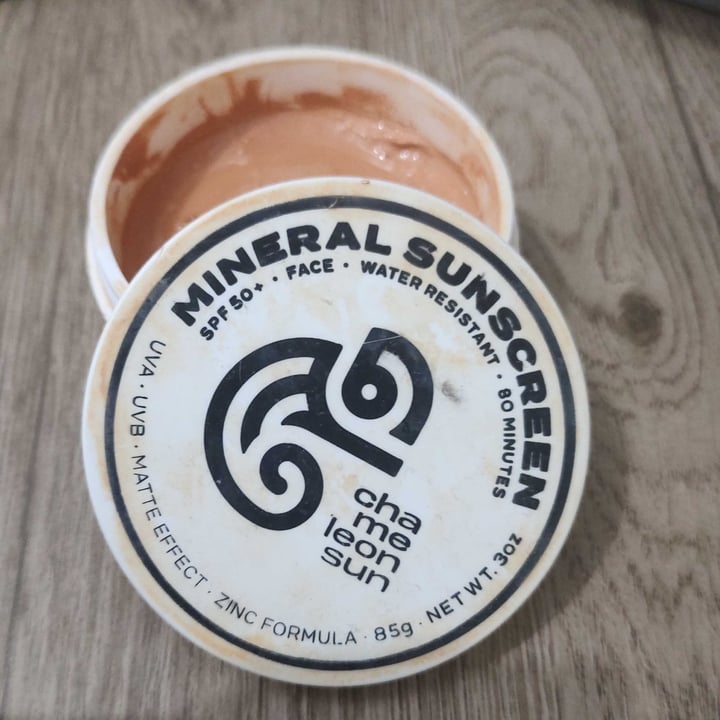 MINERAL SUNSCREEN
SPF 50+ · FACE · WATER RESISTANT · 80 MINUTES
cha
me
leon
sun
UVA · UVB · MATTE EFFECT · ZINC FORMULA · 85g · NET WT. 3oz